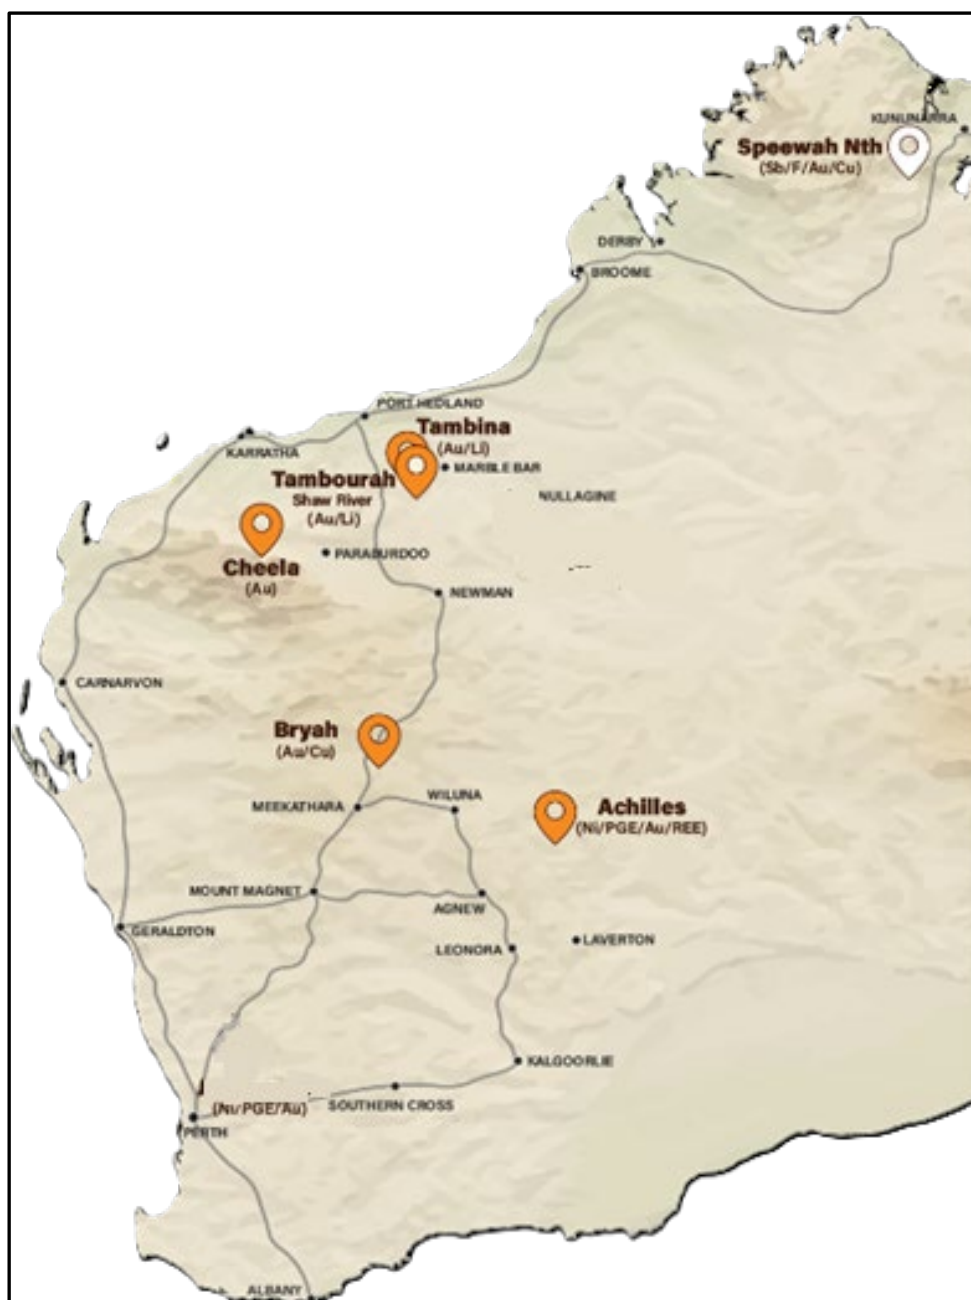 KUNUNARRA
Speewah Nth
(Sb/F/Au/Cu)
DERBY
BROOME
PORT HEDLAND
Tambina
(Au/Li)
KARRATHA
MARBLE BAR
Tambourah
Shaw River
(Au/Li)
NULLAGINE
PARABURDOO
Cheela
(Au)
NEWMAN
CARNARVON
Bryah
(Au/Cu)
MEEKATHARA
WILUNA
Achilles
(Ni/PGE/Au/REE)
MOUNT MAGNET
AGNEW
GERALDTON
LEONORA
LAVERTON
KALGOORLIE
(Ni/PGE/Au)
SOUTHERN CROSS
PERTH
ALBANY